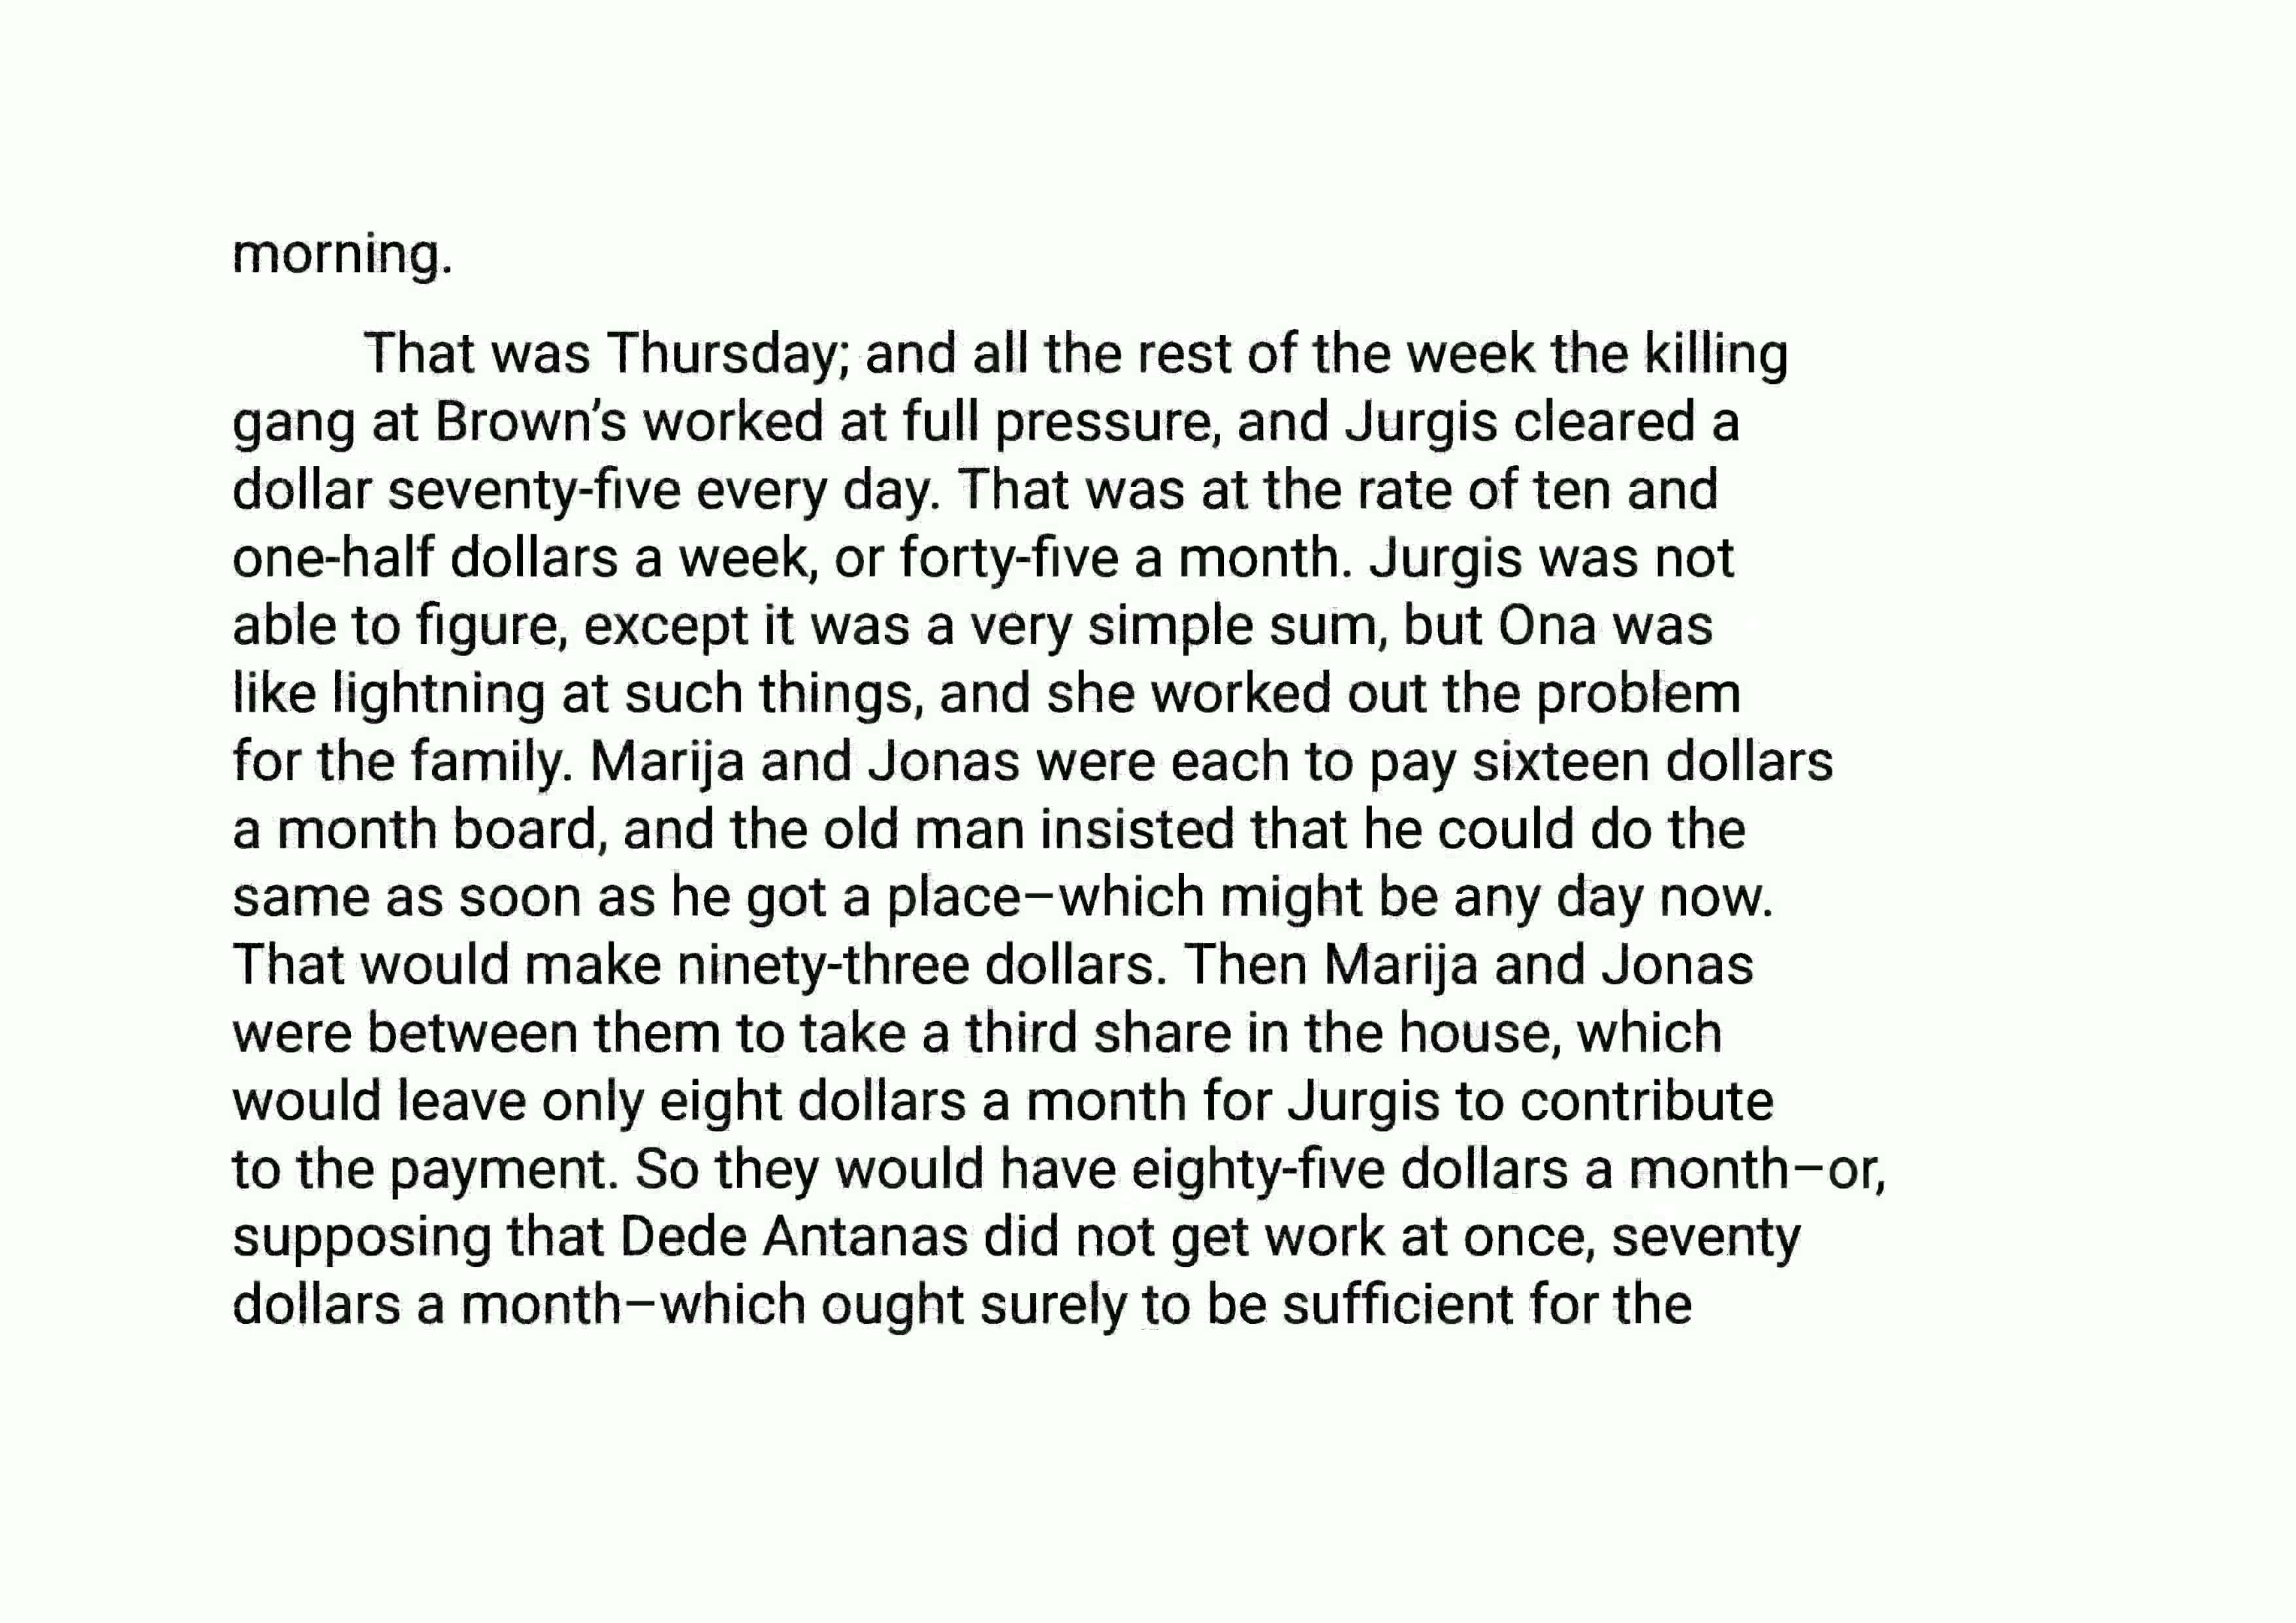 morning.
That was Thursday; and all the rest of the week the killing
gang at Brown’s worked at full pressure, and Jurgis cleared a
dollar seventy-five every day. That was at the rate of ten and
one-half dollars a week, or forty-five a month. Jurgis was not
able to figure, except it was a very simple sum, but Ona was
like lightning at such things, and she worked out the problem
for the family. Marija and Jonas were each to pay sixteen dollars
a month board, and the old man insisted that he could do the
same as soon as he got a place–which might be any day now.
That would make ninety-three dollars. Then Marija and Jonas
were between them to take a third share in the house, which
would leave only eight dollars a month for Jurgis to contribute
to the payment. So they would have eighty-five dollars a month–or,
supposing that Dede Antanas did not get work at once, seventy
dollars a month–which ought surely to be sufficient for the